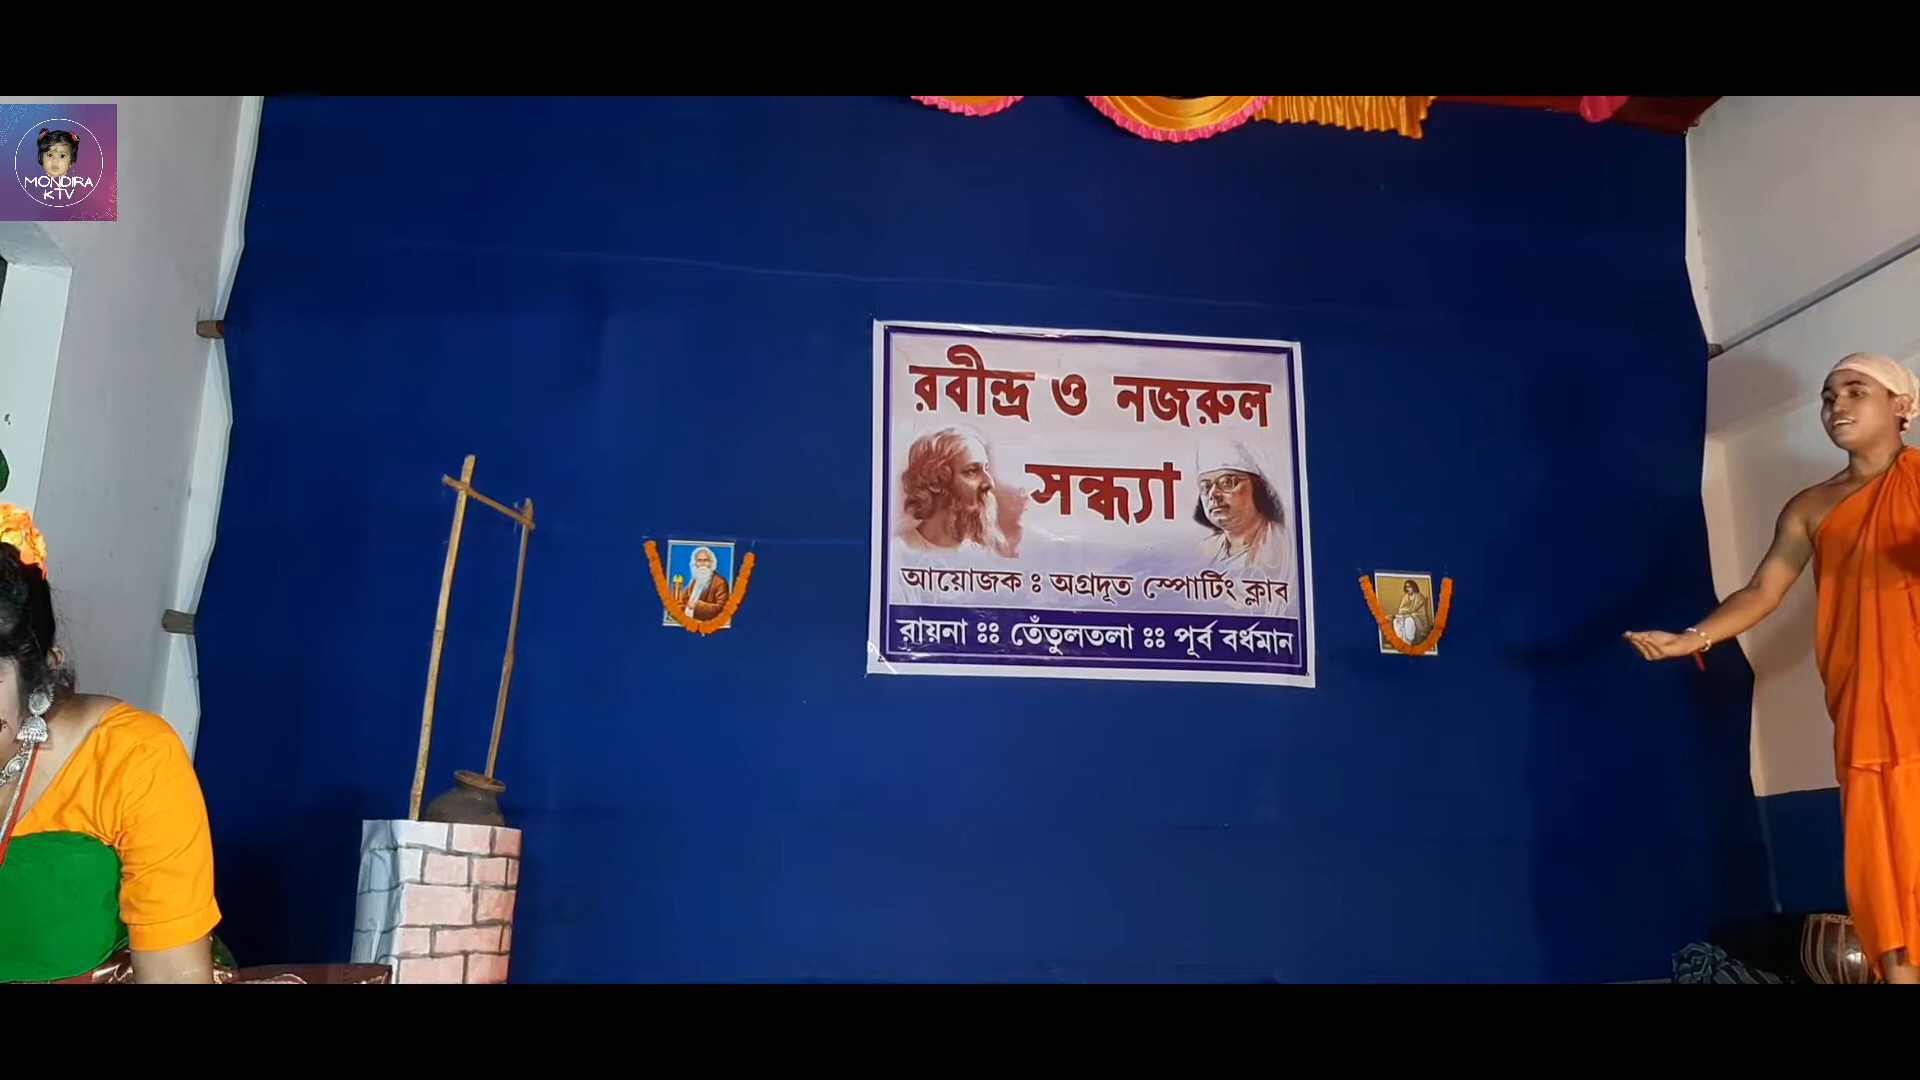 MONDIRA
KTV
রবীন্দ্র ও নজরুল
সন্ধ্যা
আয়োজক ঃ অগ্রদূত স্পোর্টিং ক্লাব
রায়না ঃঃ তেঁতুলতলা ঃঃ পূর্ব বর্ধমান